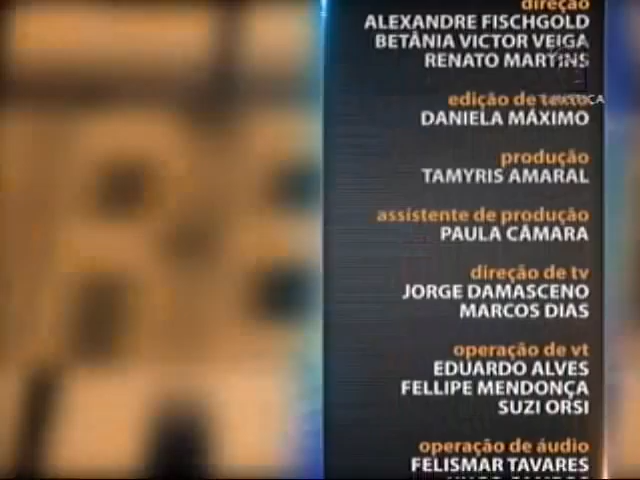 direção
ALEXANDRE FISCHGOLD
BETÂNIA VICTOR VEIGA
RENATO MARTINS
edição de texto
DANIELA MÁXIMO
produção
TAMYRIS AMARAL
assistente de produção
PAULA CÂMARA
direção de tv
JORGE DAMASCENO
MARCOS DIAS
operação de vt
EDUARDO ALVES
FELLIPE MENDONÇA
SUZI ORSI
operação de áudio
FELISMAR TAVARES